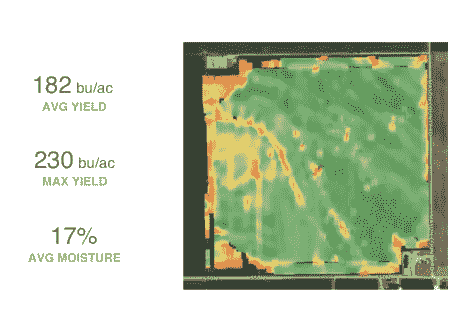 182 bu/ac
AVG YIELD
230 bu/ac
MAX YIELD
17%
AVG MOISTURE